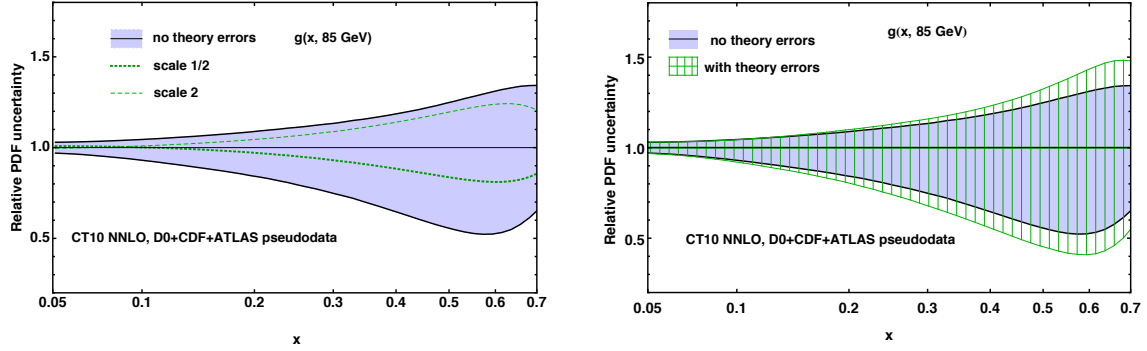 Relative PDF uncertainty
1.5
1.0
0.5
no theory errors
g(x, 85 GeV)
scale 1/2
scale 2
CT10 NNLO, D0+CDF+ATLAS pseudodata
0.05 0.1 0.2 0.3 0.4 0.5 0.6 0.7
x
Relative PDF uncertainty
1.5
1.0
0.5
no theory errors
g(x, 85 GeV)
with theory errors
CT10 NNLO, D0+CDF+ATLAS pseudodata
0.05 0.1 0.2 0.3 0.4 0.5 0.6 0.7
x